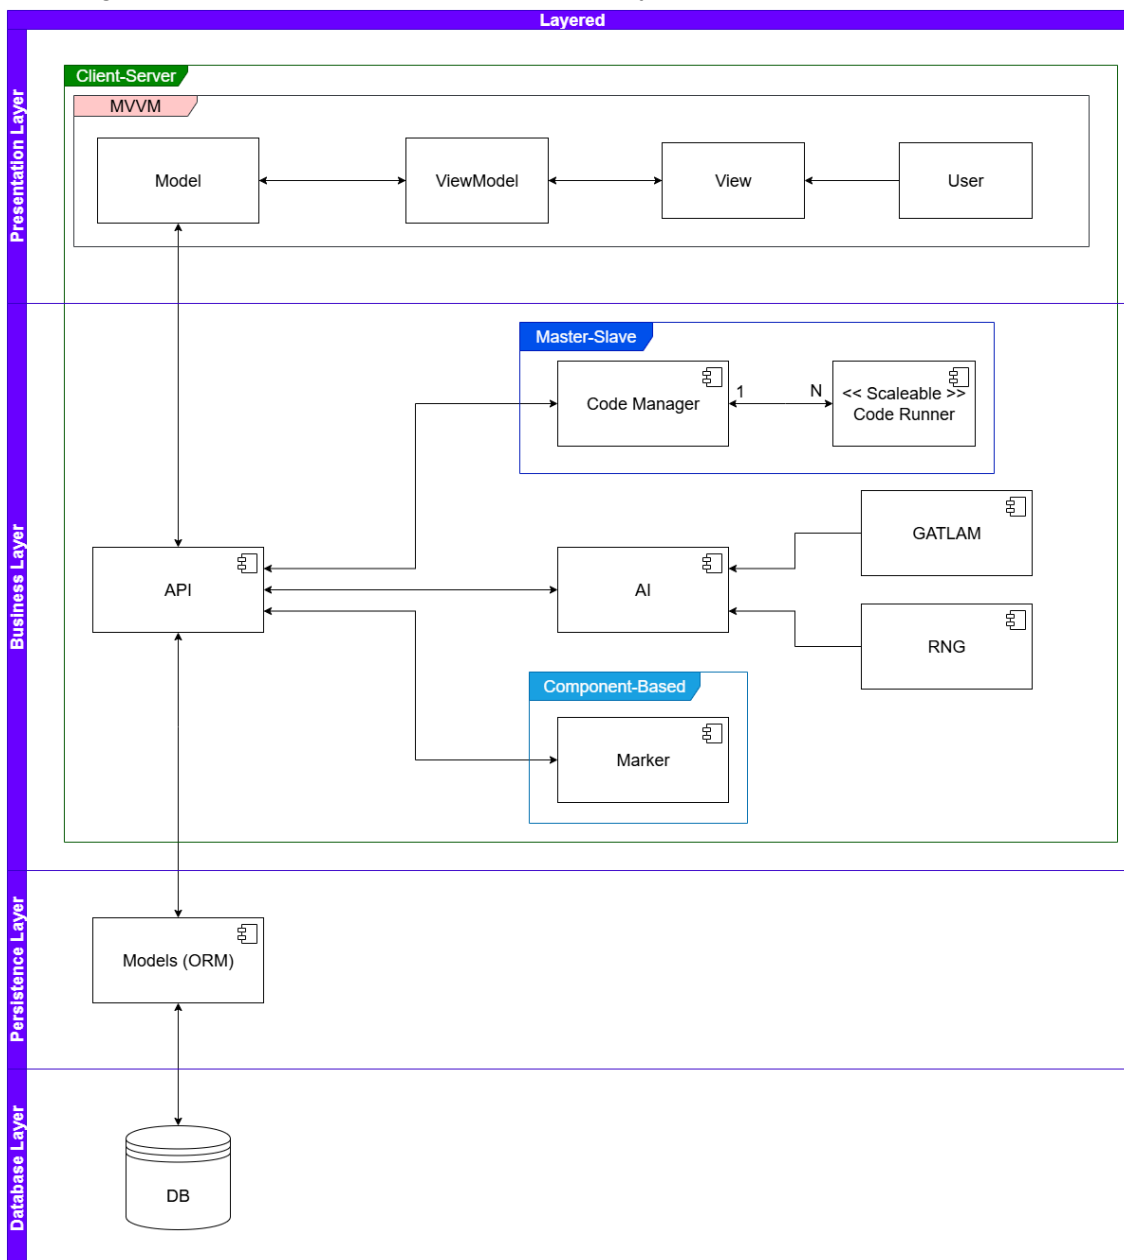 Layered
Presentation Layer
Client-Server
MVVM
Model
ViewModel
View
User
Business Layer
Master-Slave
Code Manager
1
N
<< Scaleable >>
Code Runner
GATLAM
API
AI
RNG
Component-Based
Marker
Persistence Layer
Models (ORM)
Database Layer
DB